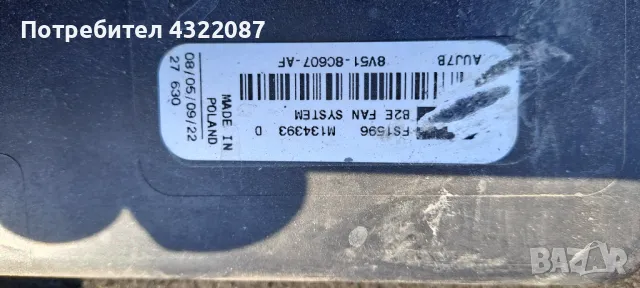 Потребител 4322087
AUJ7B
8V51-8C607-AF
B2E FAN SYSTEM
FS1596 M134393 D
MADE IN
POLAND
08/05/09/22
27 630
BAZAR